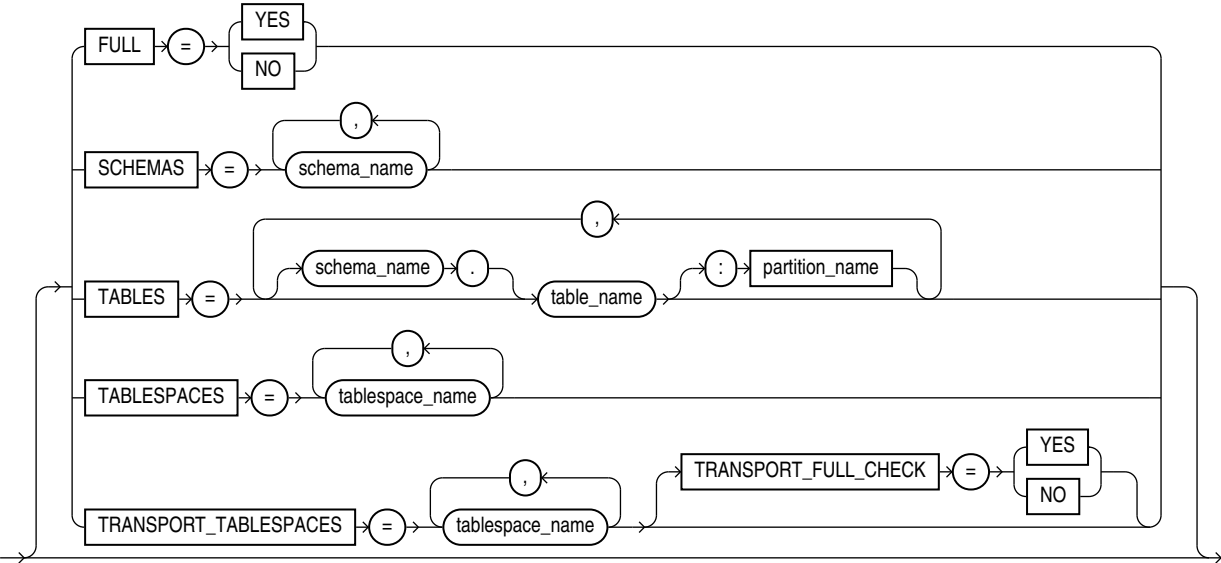 YES
FULL =
NO
,
SCHEMAS = schema_name
,
schema_name . : partition_name
TABLES = table_name
,
TABLESPACES = tablespace_name
YES
TRANSPORT_FULL_CHECK =
NO
,
TRANSPORT_TABLESPACES = tablespace_name